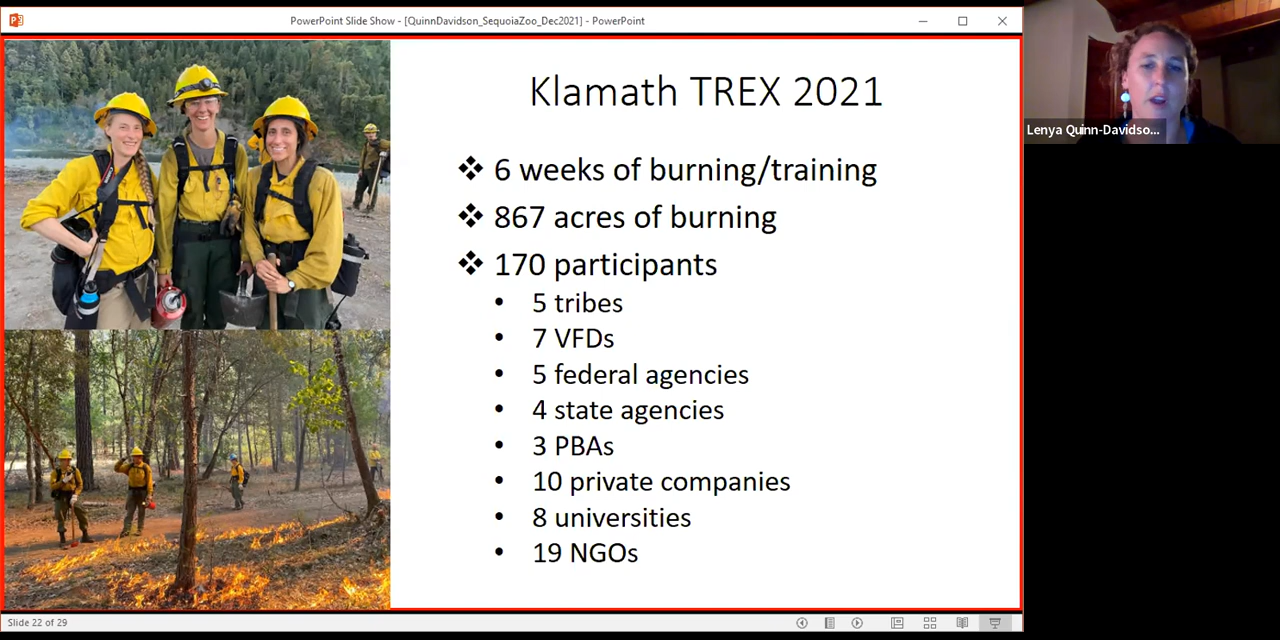 PowerPoint Slide Show - [QuinnDavidson_SequoiaZoo_Dec2021] - PowerPoint
Klamath TREX 2021
❖ 6 weeks of burning/training
❖ 867 acres of burning
❖ 170 participants
• 5 tribes
• 7 VFDs
• 5 federal agencies
• 4 state agencies
• 3 PBAs
• 10 private companies
• 8 universities
• 19 NGOs
Lenya Quinn-Davidso...
Slide 22 of 29